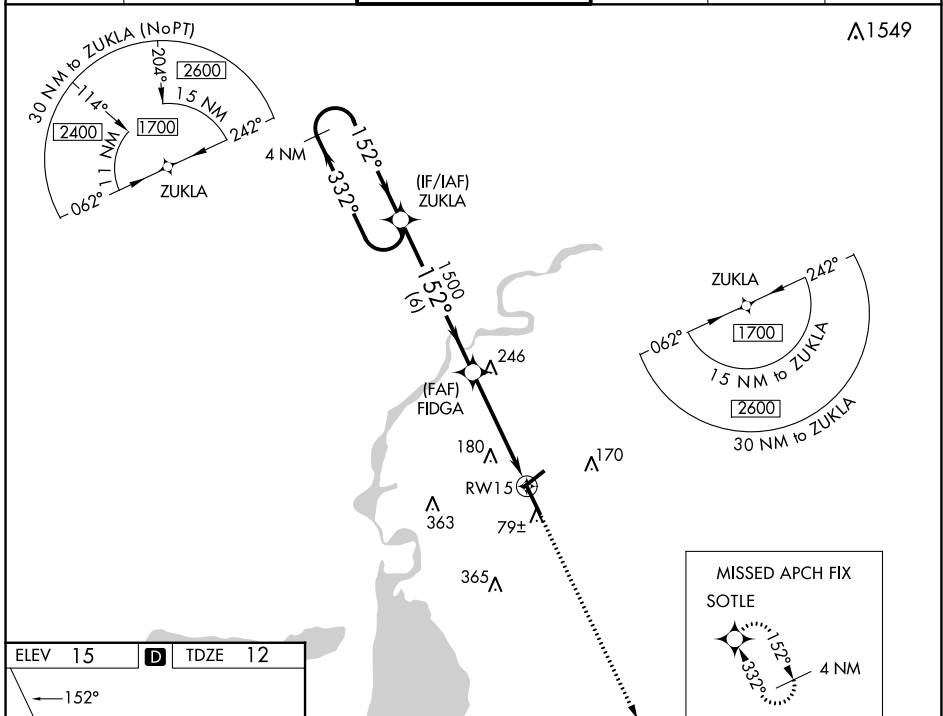 1549
30 NM to ZUKLA (NoPT)
204°
2600
15 NM
114°
2400
1700
11 NM
242°
062°
ZUKLA
4 NM
152°
332°
(IF/IAF)
ZUKLA
1500
152°
(6)
246
(FAF)
FIDGA
ZUKLA
242°
062°
1700
15 NM to ZUKLA
2600
30 NM to ZUKLA
180
170
RW15
363
79±
365
MISSED APCH FIX
SOTLE
152°
332°
4 NM
ELEV 15 D TDZE 12
152°